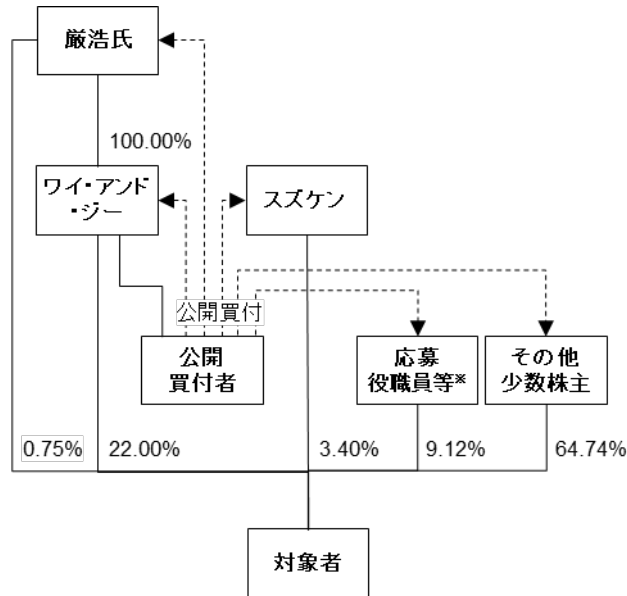 厳浩氏
100.00%
ワイ・アンド
・ジー
スズケン
公開買付
公開
買付者
応募
役職員等※
その他
少数株主
0.75%
22.00%
3.40%
9.12%
64.74%
対象者